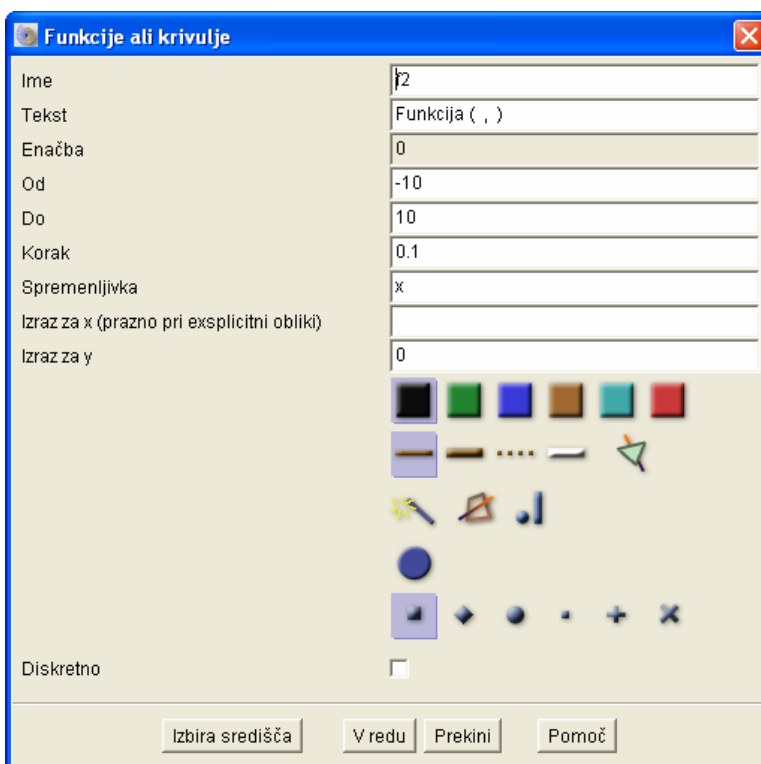 Funkcije ali krivulje
Ime f2
Tekst Funkcija ( , )
Enačba 0
Od -10
Do 10
Korak 0.1
Spremenljivka x
Izraz za x (prazno pri exsplicitni obliki)
Izraz za y 0
Diskretno
Izbira središča V redu Prekini Pomoč